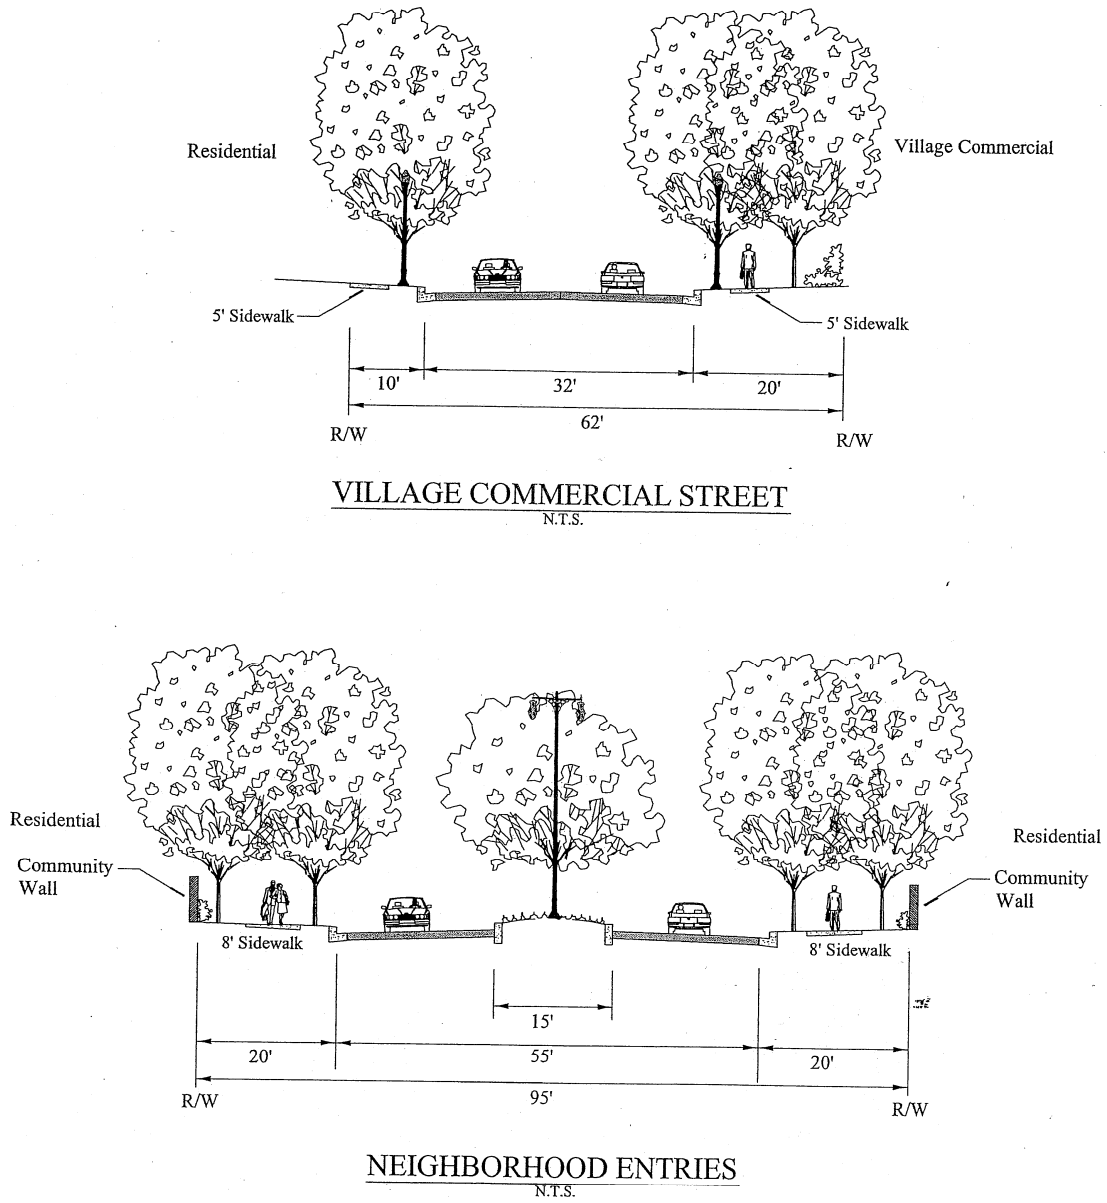 Residential
Village Commercial
5' Sidewalk
5' Sidewalk
10'
32'
20'
62'
R/W
R/W
VILLAGE COMMERCIAL STREET
N.T.S.
Residential
Residential
Community
Wall
Community
Wall
8' Sidewalk
8' Sidewalk
15'
20'
55'
20'
95'
R/W
R/W
NEIGHBORHOOD ENTRIES
N.T.S.